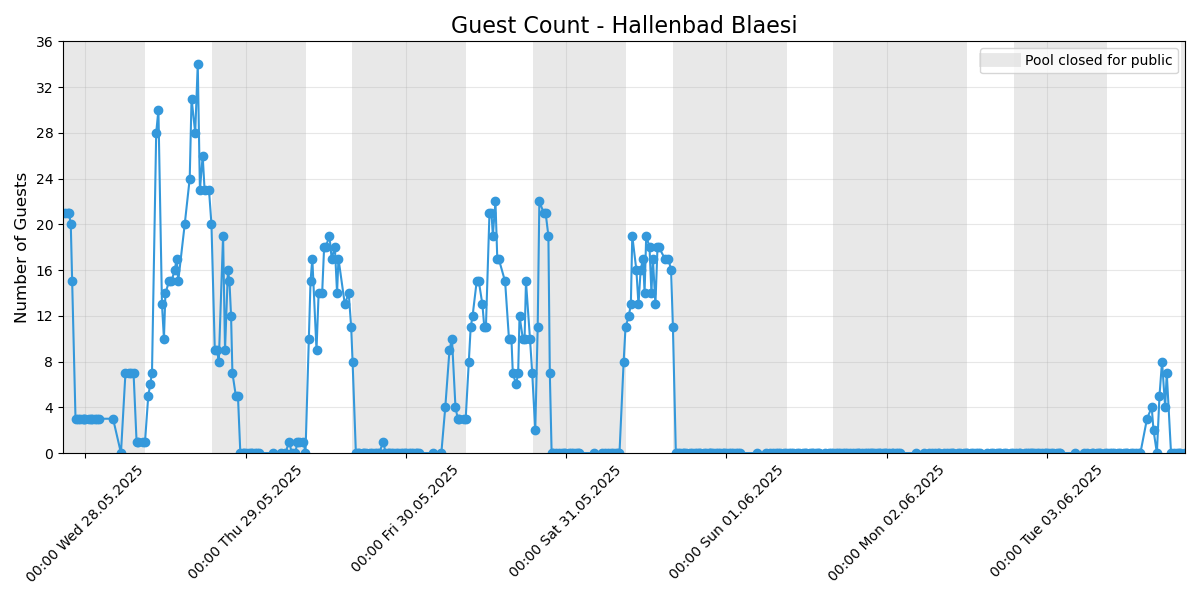 Guest Count - Hallenbad Blaesi
Number of Guests
36
32
28
24
20
16
12
8
4
0
Pool closed for public
00:00 Wed 28.05.2025
00:00 Thu 29.05.2025
00:00 Fri 30.05.2025
00:00 Sat 31.05.2025
00:00 Sun 01.06.2025
00:00 Mon 02.06.2025
00:00 Tue 03.06.2025